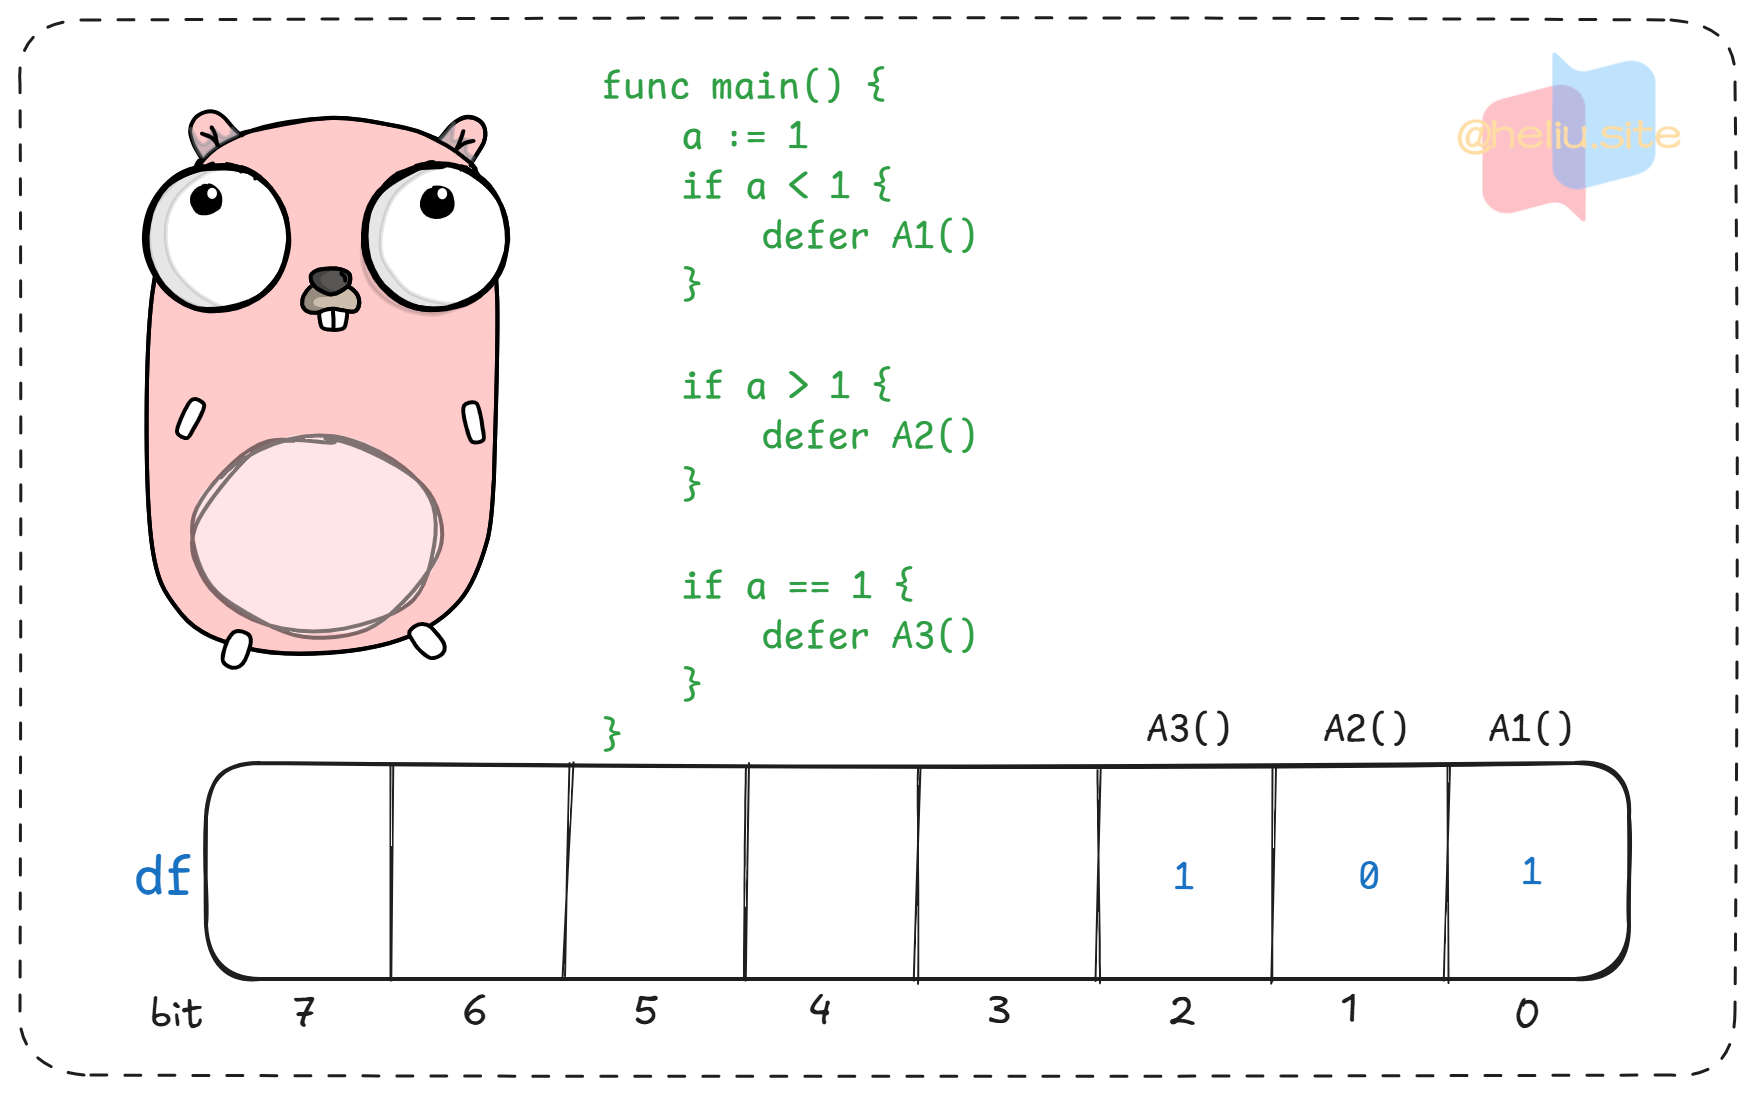 func main() {
    a := 1
    if a < 1 {
        defer A1()
    }
    if a > 1 {
        defer A2()
    }
    if a == 1 {
        defer A3()
    }
}
@heliu.site
A3() A2() A1()
df 1 0 1
bit 7 6 5 4 3 2 1 0